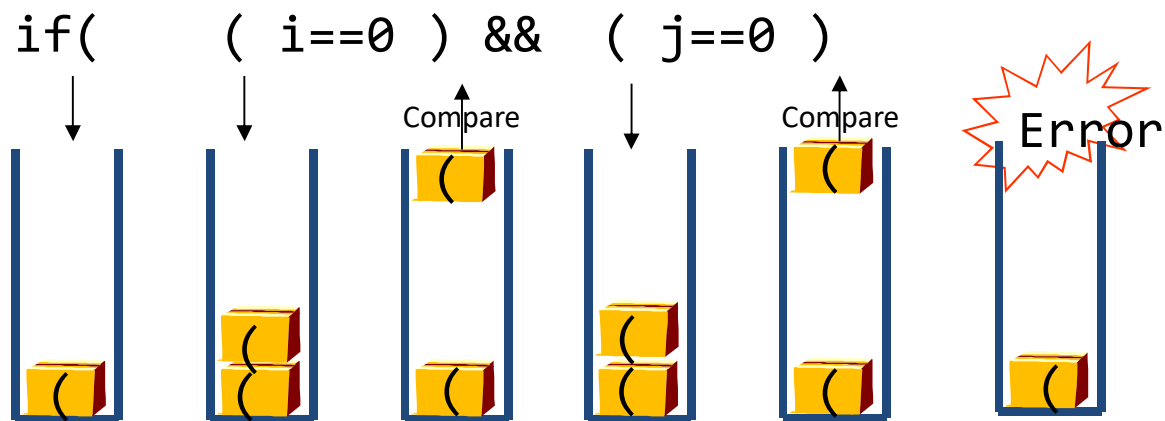 if(    ( i==0 ) &&  ( j==0 )
Compare Compare Error
( ( ( ( (
( ( ( ( ( (